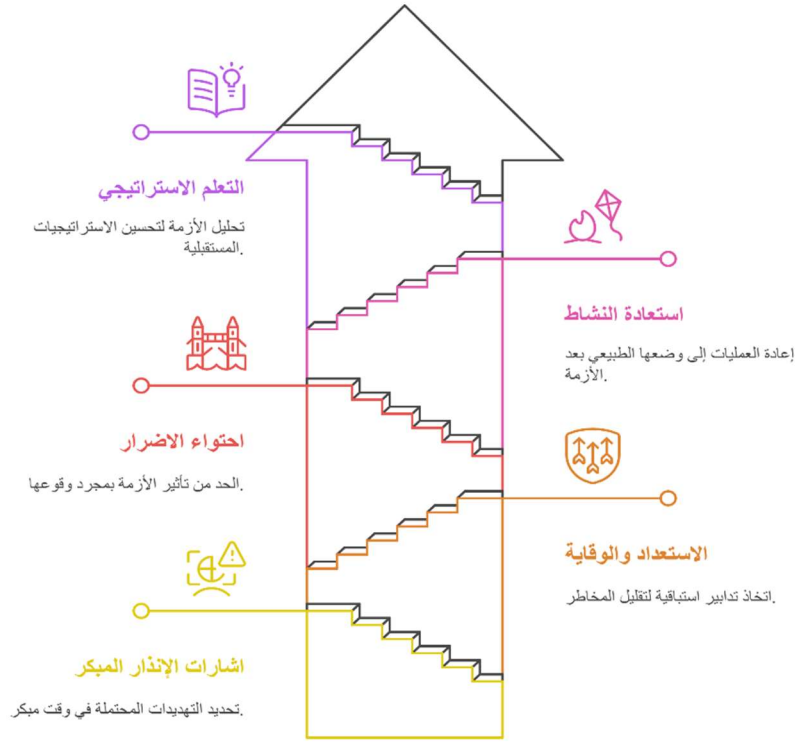 التعلم الاستراتيجي
تحليل الأزمة لتحسين الاستراتيجيات
المستقبلية.
استعادة النشاط
إعادة العمليات إلى وضعها الطبيعي بعد
الأزمة.
احتواء الاضرار
الحد من تأثير الأزمة بمجرد وقوعها.
الاستعداد والوقاية
اتخاذ تدابير استباقية لتقليل المخاطر.
اشارات الإنذار المبكر
تحديد التهديدات المحتملة في وقت مبكر.